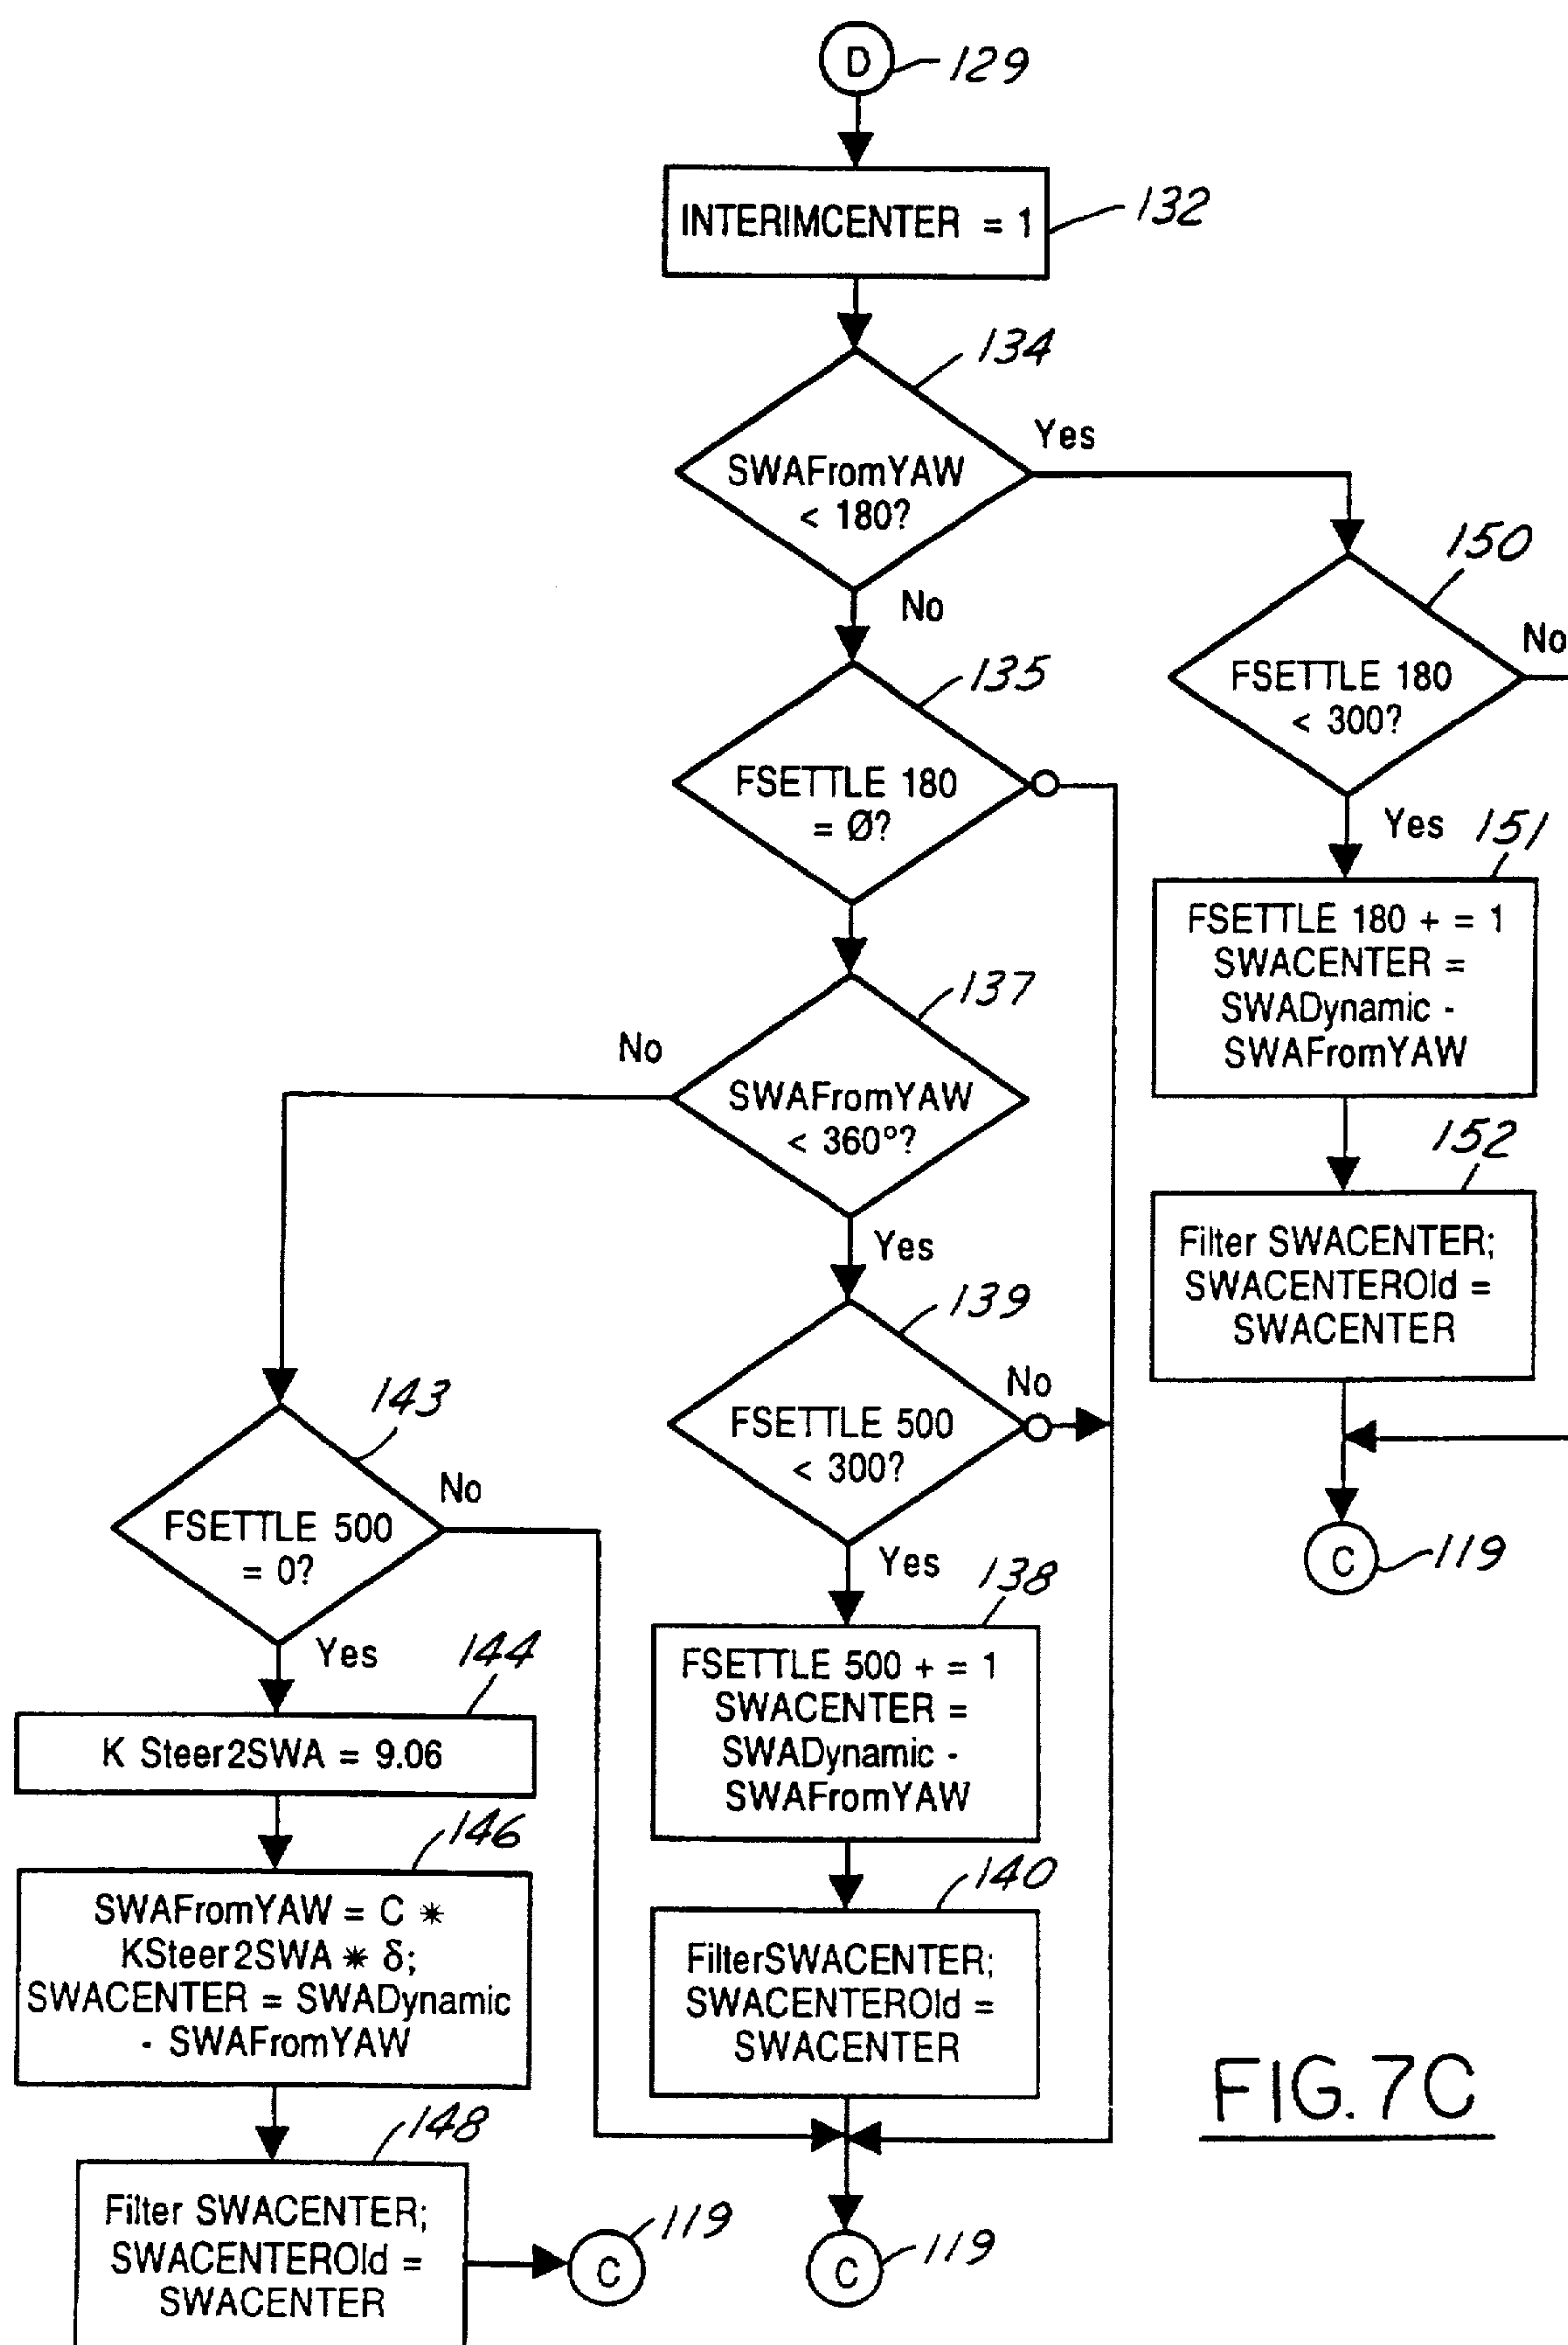 D
129
INTERIMCENTER = 1
132
134
SWAFromYAW
< 180?
Yes
No
150
FSETTLE 180
< 300?
No
Yes
135
FSETTLE 180
= Ø?
151
FSETTLE 180 + = 1
SWACENTER =
SWADynamic -
SWAFromYAW
137
No
SWAFromYAW
< 360º?
Yes
152
Filter SWACENTER;
SWACENTEROld =
SWACENTER
139
No
FSETTLE 500
< 300?
Yes
C
119
143
No
FSETTLE 500
= 0?
Yes
138
FSETTLE 500 + = 1
SWACENTER =
SWADynamic -
SWAFromYAW
144
K Steer2SWA = 9.06
146
SWAFromYAW = C *
KSteer2SWA * δ;
SWACENTER = SWADynamic
- SWAFromYAW
140
FilterSWACENTER;
SWACENTEROld =
SWACENTER
148
Filter SWACENTER;
SWACENTEROld =
SWACENTER
C
119
C
119
FIG. 7C